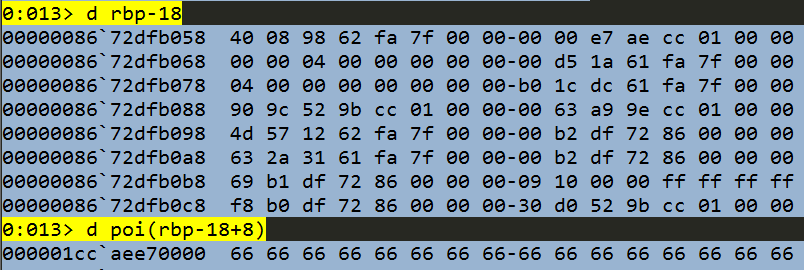 0:013> d rbp-18
00000086`72dfb058  40 08 98 62 fa 7f 00 00-00 00 e7 ae cc 01 00 00
00000086`72dfb068  00 00 04 00 00 00 00 00-00 d5 1a 61 fa 7f 00 00
00000086`72dfb078  04 00 00 00 00 00 00 00-b0 1c dc 61 fa 7f 00 00
00000086`72dfb088  90 9c 52 9b cc 01 00 00-00 63 a9 9e cc 01 00 00
00000086`72dfb098  4d 57 12 62 fa 7f 00 00-00 b2 df 72 86 00 00 00
00000086`72dfb0a8  63 2a 31 61 fa 7f 00 00-00 b2 df 72 86 00 00 00
00000086`72dfb0b8  69 b1 df 72 86 00 00 00-09 10 00 00 ff ff ff ff
00000086`72dfb0c8  f8 b0 df 72 86 00 00 00-30 d0 52 9b cc 01 00 00
0:013> d poi(rbp-18+8)
000001cc`aee70000  66 66 66 66 66 66 66 66-66 66 66 66 66 66 66 66